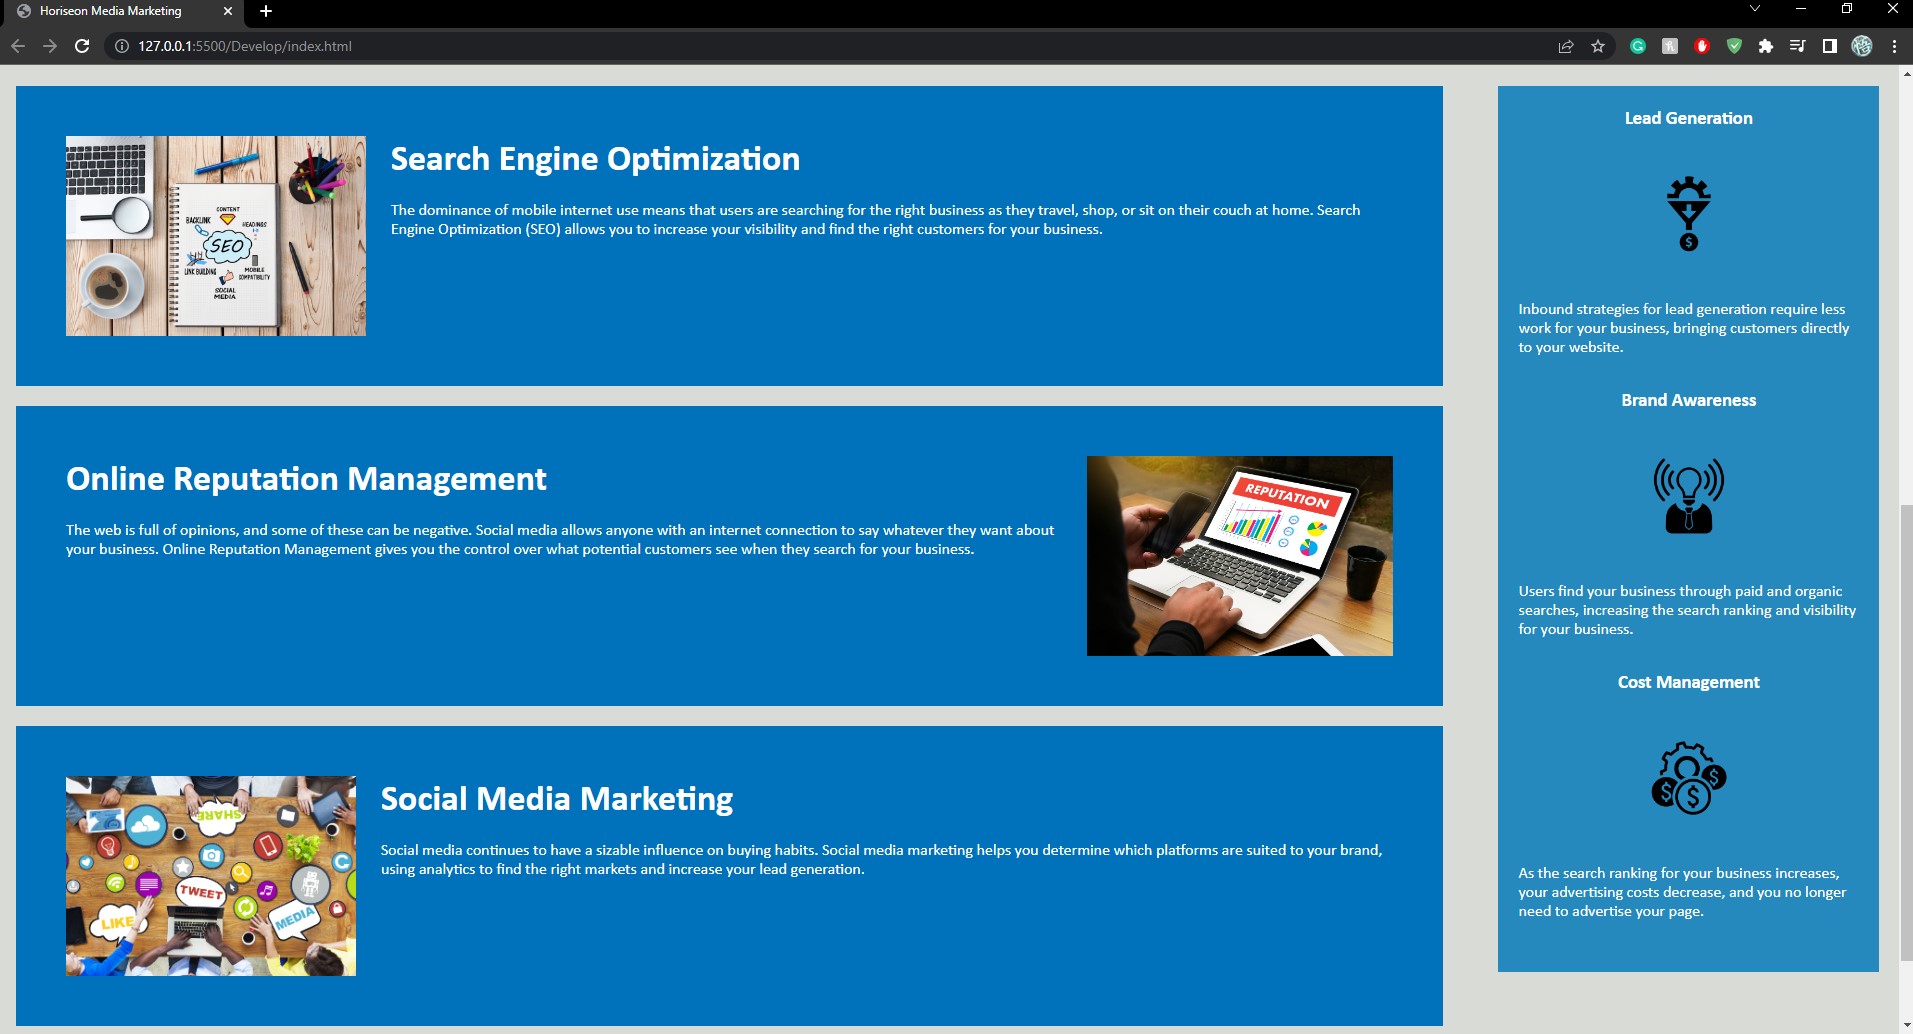 Horiseon Media Marketing
127.0.0.1:5500/Develop/index.html
Search Engine Optimization
The dominance of mobile internet use means that users are searching for the right business as they travel, shop, or sit on their couch at home. Search
Engine Optimization (SEO) allows you to increase your visibility and find the right customers for your business.
CONTENT
BACKLINK
HEADINGS
SEO
LINK BUILDING
MOBILE
COMPATIBILITY
SOCIAL
MEDIA
Online Reputation Management
The web is full of opinions, and some of these can be negative. Social media allows anyone with an internet connection to say whatever they want about
your business. Online Reputation Management gives you the control over what potential customers see when they search for your business.
REPUTATION
Social Media Marketing
Social media continues to have a sizable influence on buying habits. Social media marketing helps you determine which platforms are suited to your brand,
using analytics to find the right markets and increase your lead generation.
SHARE
TWEET
LIKE
MEDIA
Lead Generation
$
Inbound strategies for lead generation require less
work for your business, bringing customers directly
to your website.
Brand Awareness
Users find your business through paid and organic
searches, increasing the search ranking and visibility
for your business.
Cost Management
$ $ $
As the search ranking for your business increases,
your advertising costs decrease, and you no longer
need to advertise your page.